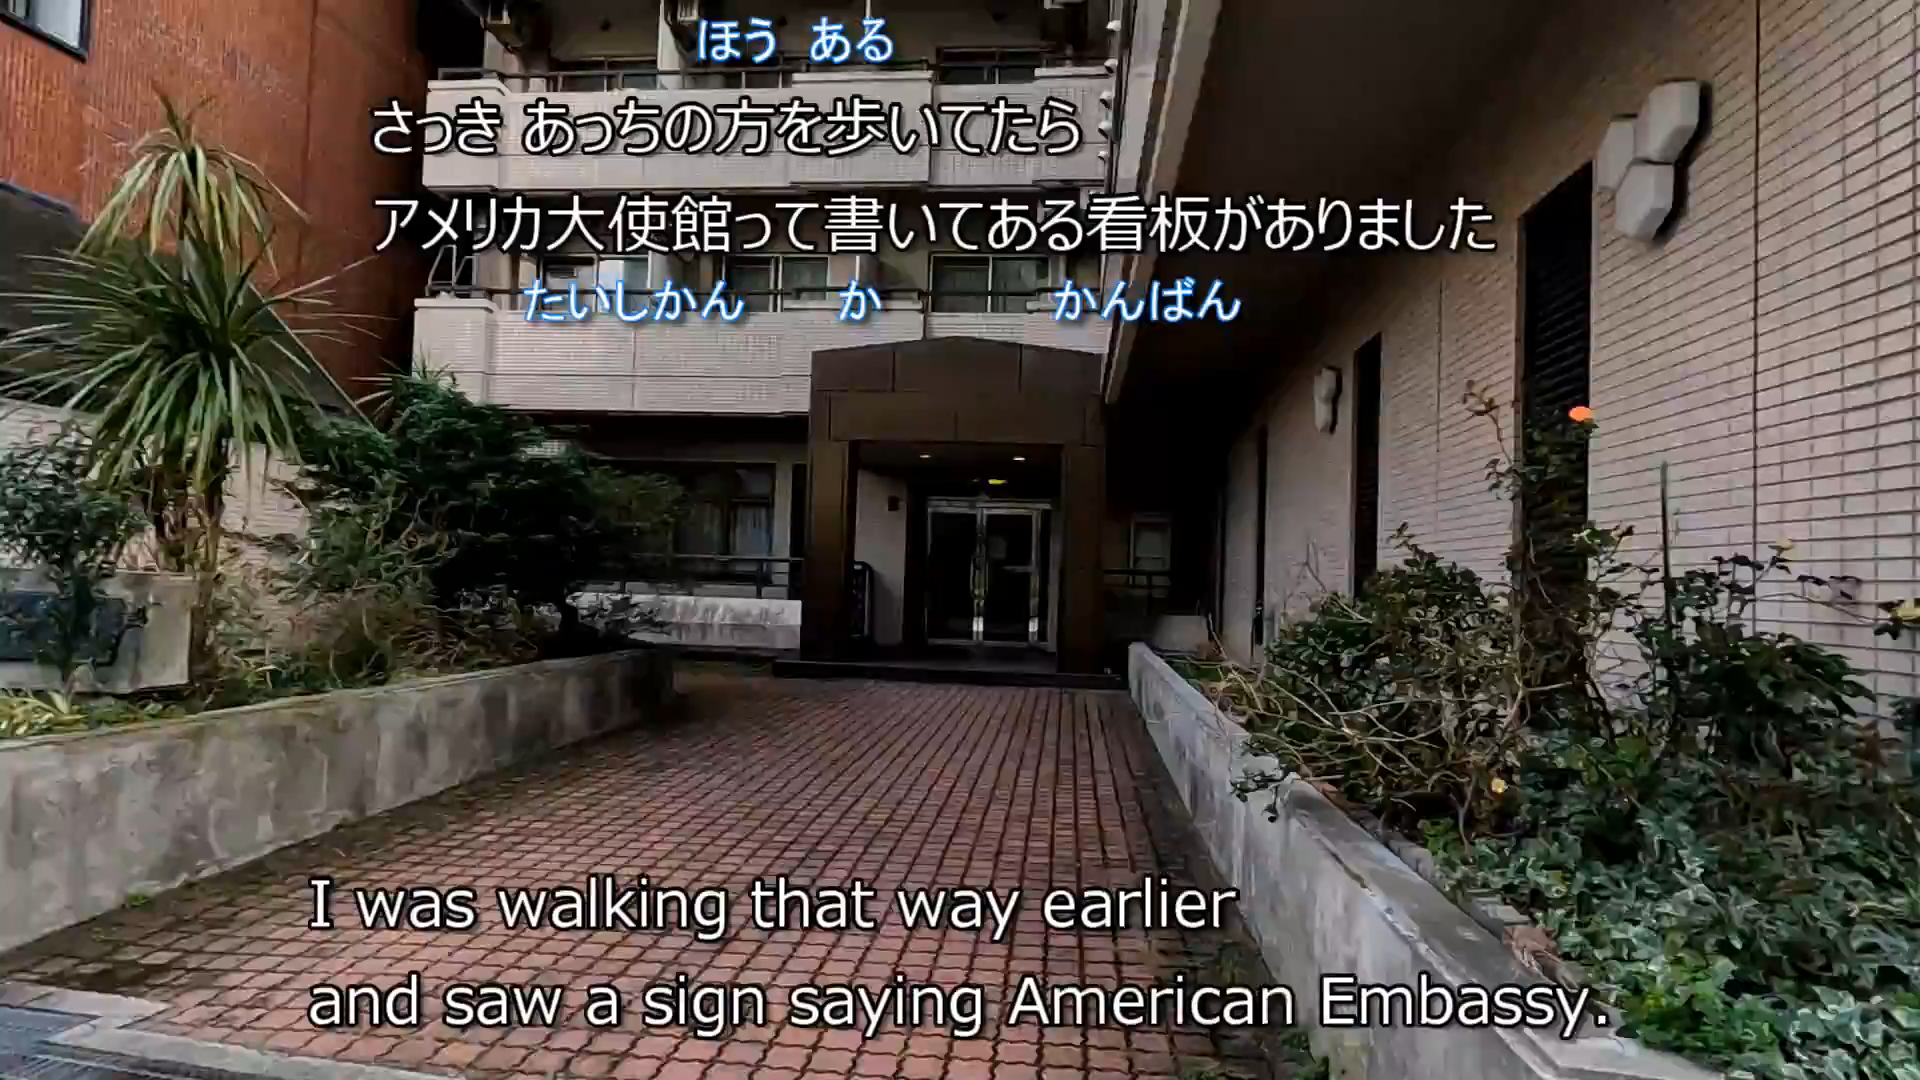 ほう ある
さっき あっちの方を歩いてたら
アメリカ大使館って書いてある看板がありました
たいしかん か かんばん
I was walking that way earlier
and saw a sign saying American Embassy.